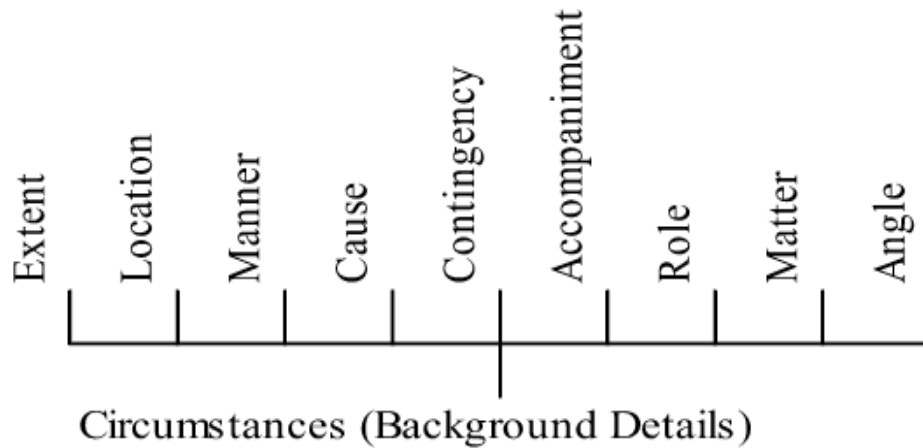 Extent
Location
Manner
Cause
Contingency
Accompaniment
Role
Matter
Angle
Circumstances (Background Details)